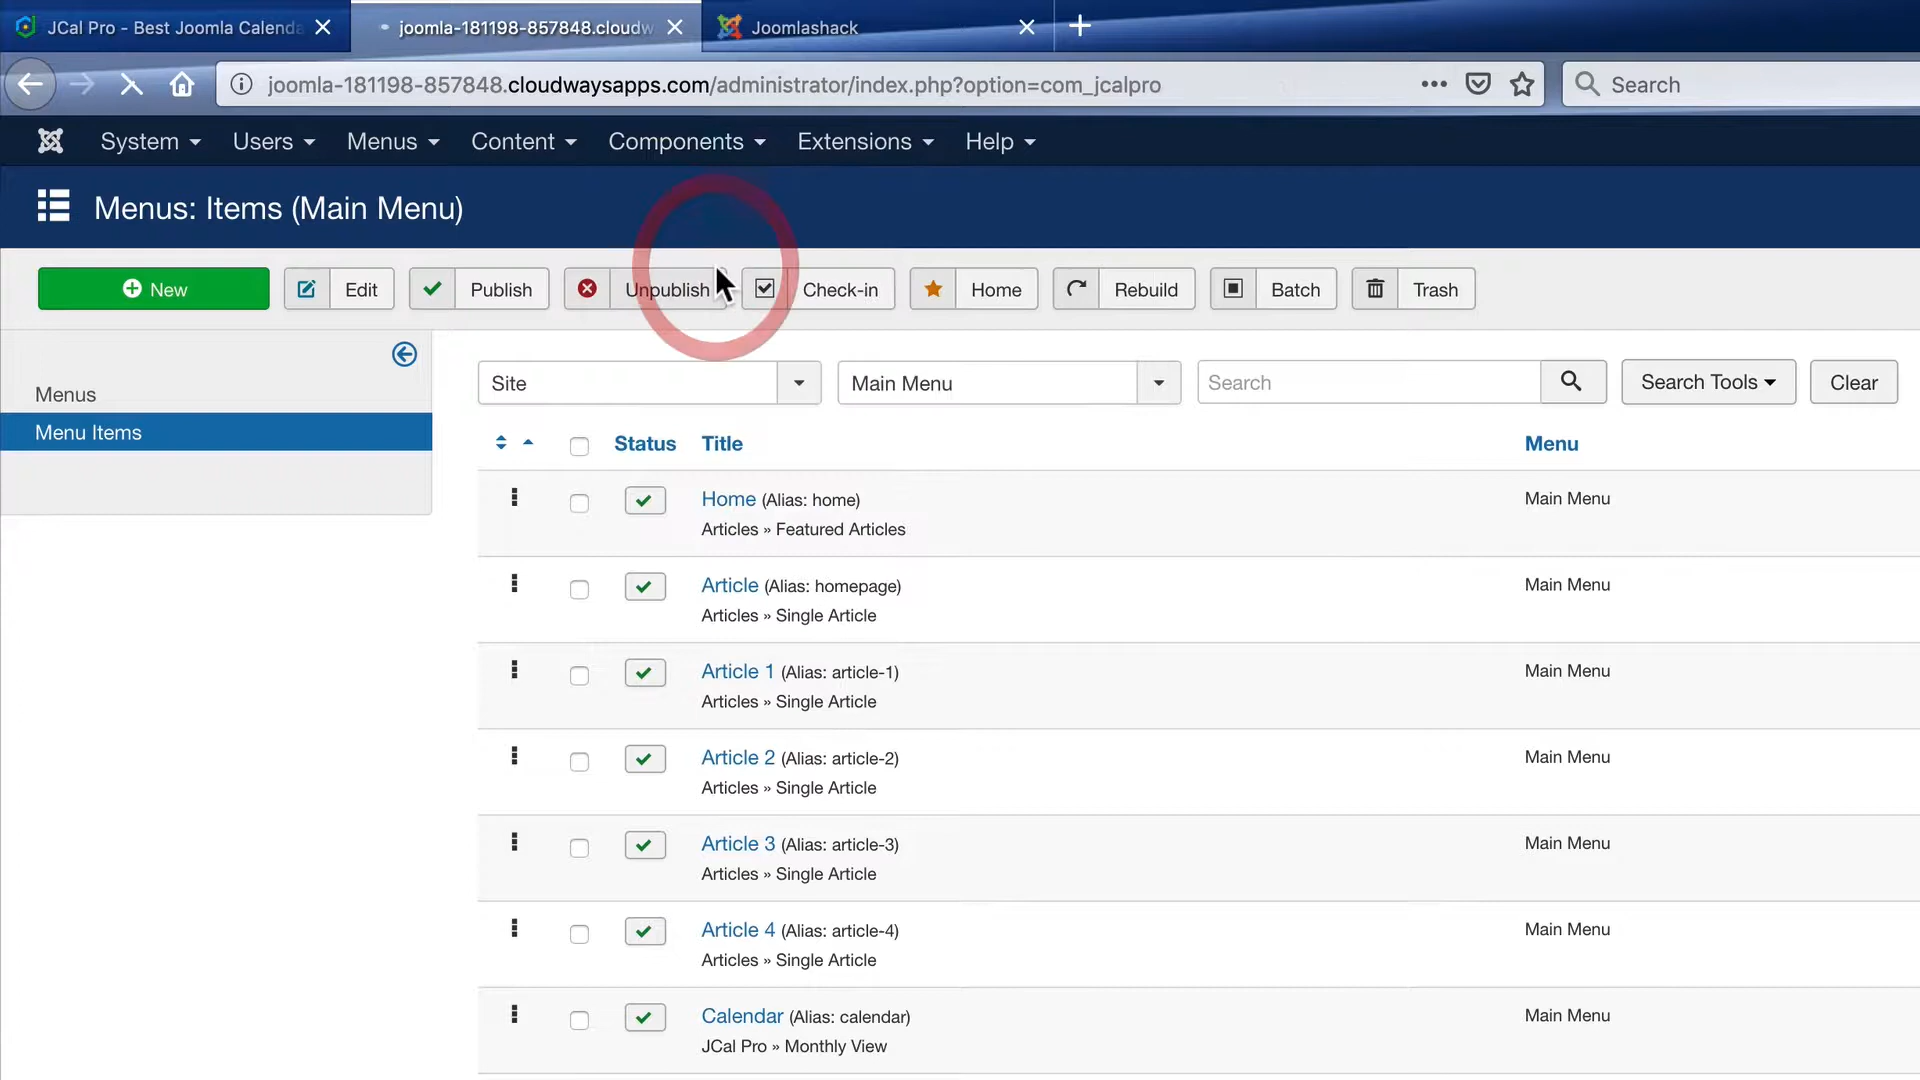 JCal Pro - Best Joomla Calenda
joomla-181198-857848.cloudw
Joomlashack
joomla-181198-857848.cloudwaysapps.com/administrator/index.php?option=com_jcalpro
Search
System
Users
Menus
Content
Components
Extensions
Help
Menus: Items (Main Menu)
New
Edit
Publish
Unpublish
Check-in
Home
Rebuild
Batch
Trash
Menus
Menu Items
Site
Main Menu
Search
Search Tools
Clear
Status Title Menu
Home (Alias: home) Main Menu
Articles » Featured Articles
Article (Alias: homepage) Main Menu
Articles » Single Article
Article 1 (Alias: article-1) Main Menu
Articles » Single Article
Article 2 (Alias: article-2) Main Menu
Articles » Single Article
Article 3 (Alias: article-3) Main Menu
Articles » Single Article
Article 4 (Alias: article-4) Main Menu
Articles » Single Article
Calendar (Alias: calendar) Main Menu
JCal Pro » Monthly View